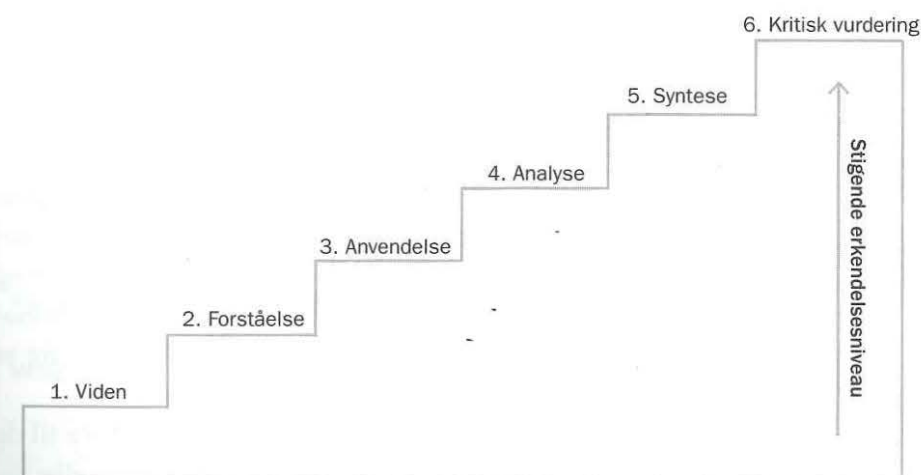 6. Kritisk vurdering
5. Syntese
4. Analyse
3. Anvendelse
2. Forståelse
1. Viden
Stigende erkendelsesniveau